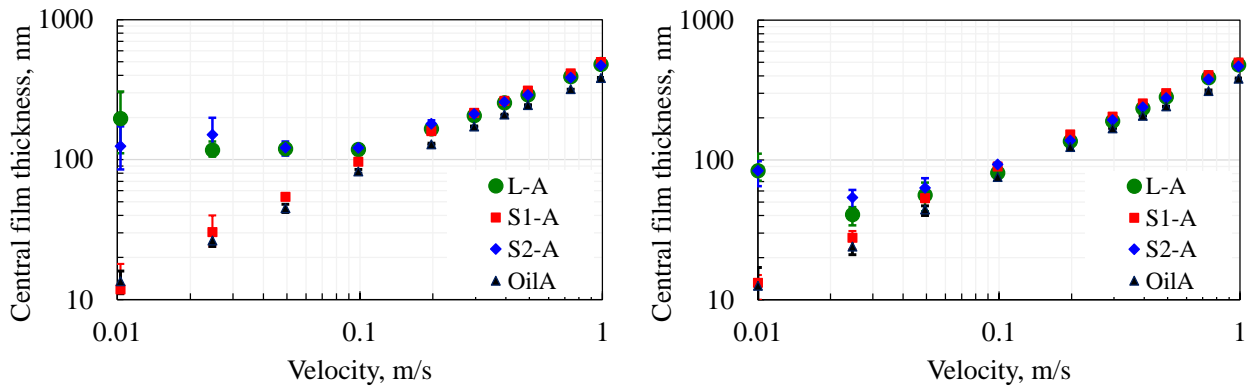 Central film thickness, nm
1000
100
10
0.01
0.1
1
Velocity, m/s
L-A
S1-A
S2-A
OilA
Central film thickness, nm
1000
100
10
0.01
0.1
1
Velocity, m/s
L-A
S1-A
S2-A
OilA